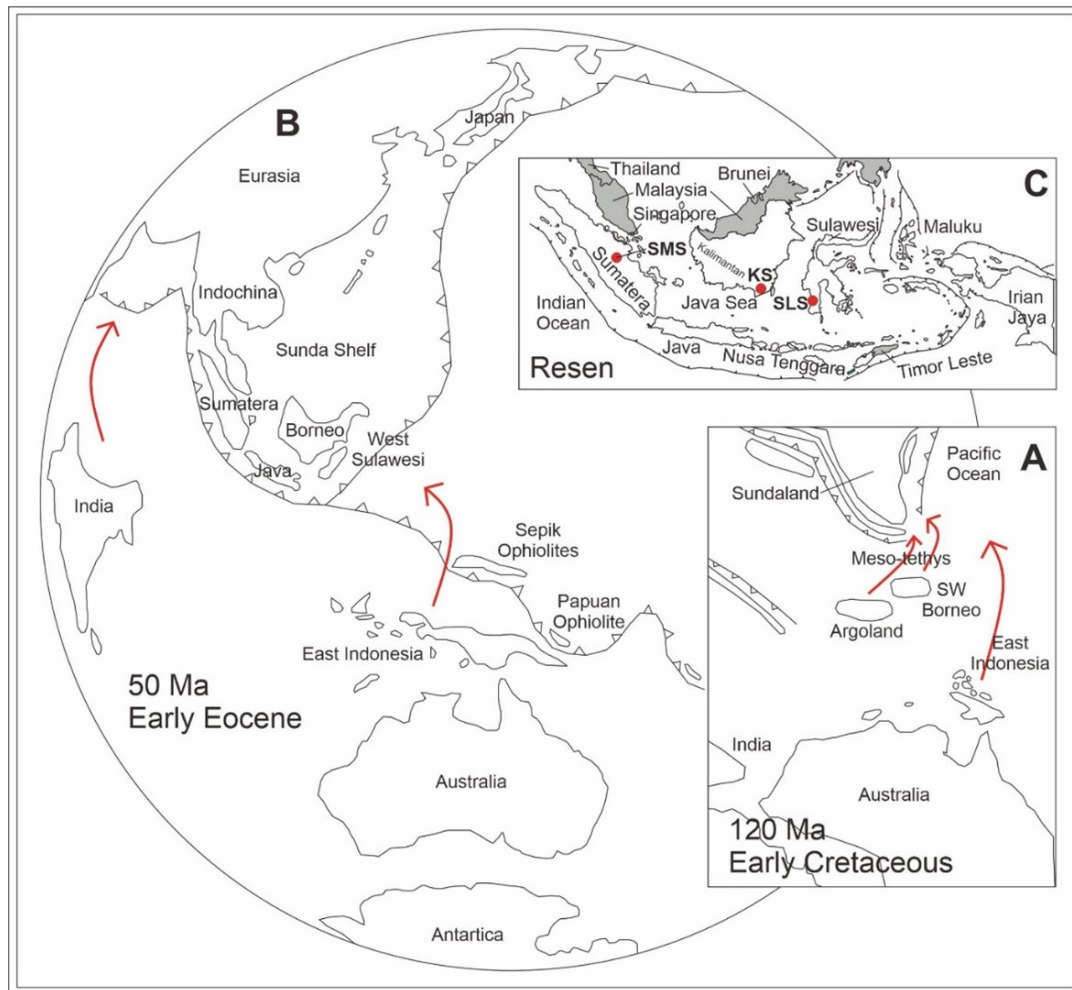 B
Japan
Eurasia
Indochina
Sunda Shelf
Sumatera
Borneo
West
Sulawesi
Java
India
Sepik
Ophiolites
Papuan
Ophiolite
East Indonesia
50 Ma
Early Eocene
Australia
Antartica
C
Thailand
Malaysia
Singapore
Brunei
SMS
Sumatera
Kalimantan
Sulawesi
Maluku
KS
SLS
Java Sea
Indian
Ocean
Irian
Jaya
Java
Nusa Tenggara
Timor Leste
Resen
A
Pacific
Ocean
Sundaland
Meso-tethys
SW
Borneo
Argoland
East
Indonesia
India
Australia
120 Ma
Early Cretaceous